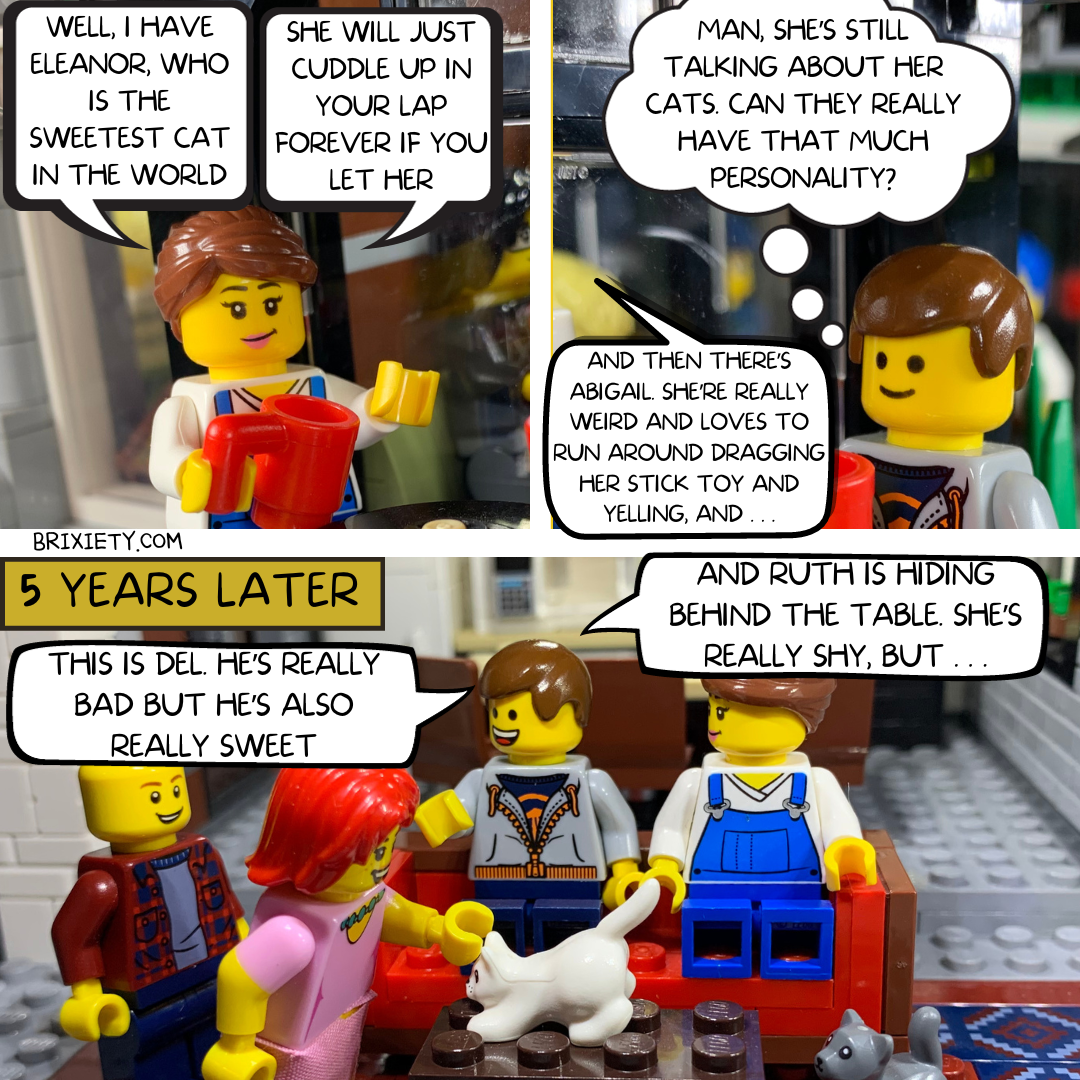 WELL, I HAVE
ELEANOR, WHO
IS THE
SWEETEST CAT
IN THE WORLD
SHE WILL JUST
CUDDLE UP IN
YOUR LAP
FOREVER IF YOU
LET HER
MAN, SHE'S STILL
TALKING ABOUT HER
CATS. CAN THEY REALLY
HAVE THAT MUCH
PERSONALITY?
AND THEN THERE'S
ABIGAIL. SHE'RE REALLY
WEIRD AND LOVES TO
RUN AROUND DRAGGING
HER STICK TOY AND
YELLING, AND . . .
BRIXIETY.COM
5 YEARS LATER
THIS IS DEL. HE'S REALLY
BAD BUT HE'S ALSO
REALLY SWEET
AND RUTH IS HIDING
BEHIND THE TABLE. SHE'S
REALLY SHY, BUT . . .